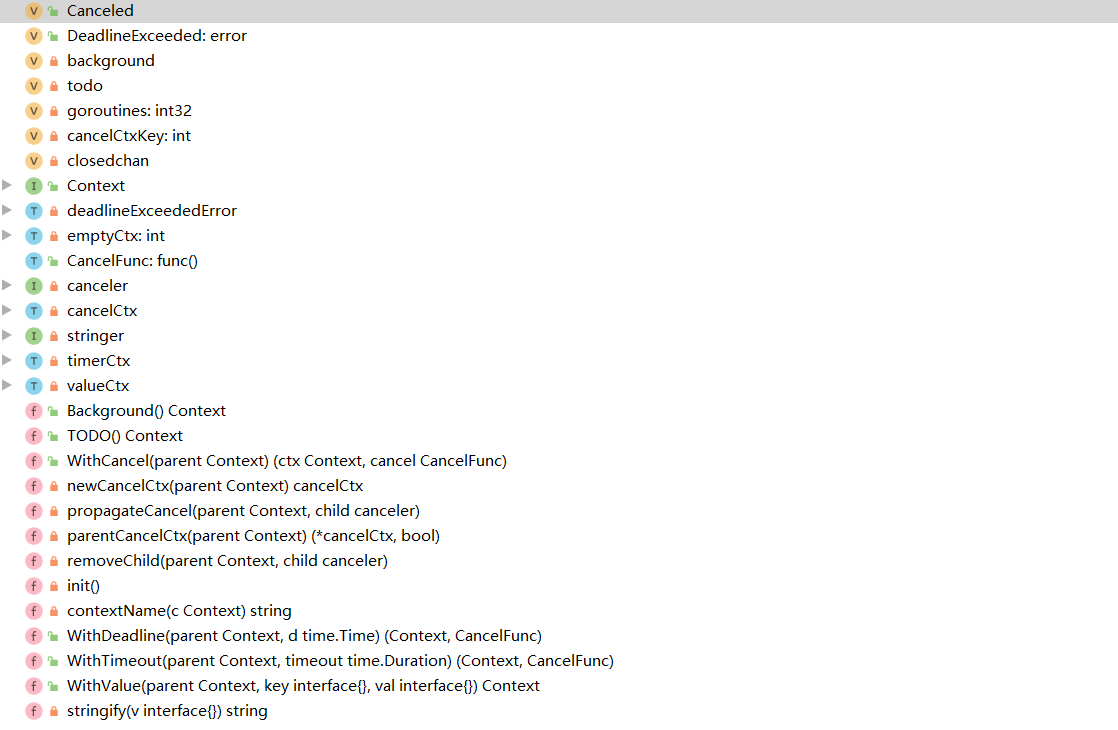 V Canceled
V DeadlineExceeded: error
V background
V todo
V goroutines: int32
V cancelCtxKey: int
V closedchan
I Context
T deadlineExceededError
T emptyCtx: int
T CancelFunc: func()
I canceler
T cancelCtx
I stringer
T timerCtx
T valueCtx
f Background() Context
f TODO() Context
f WithCancel(parent Context) (ctx Context, cancel CancelFunc)
f newCancelCtx(parent Context) cancelCtx
f propagateCancel(parent Context, child canceler)
f parentCancelCtx(parent Context) (*cancelCtx, bool)
f removeChild(parent Context, child canceler)
f init()
f contextName(c Context) string
f WithDeadline(parent Context, d time.Time) (Context, CancelFunc)
f WithTimeout(parent Context, timeout time.Duration) (Context, CancelFunc)
f WithValue(parent Context, key interface{}, val interface{}) Context
f stringify(v interface{}) string